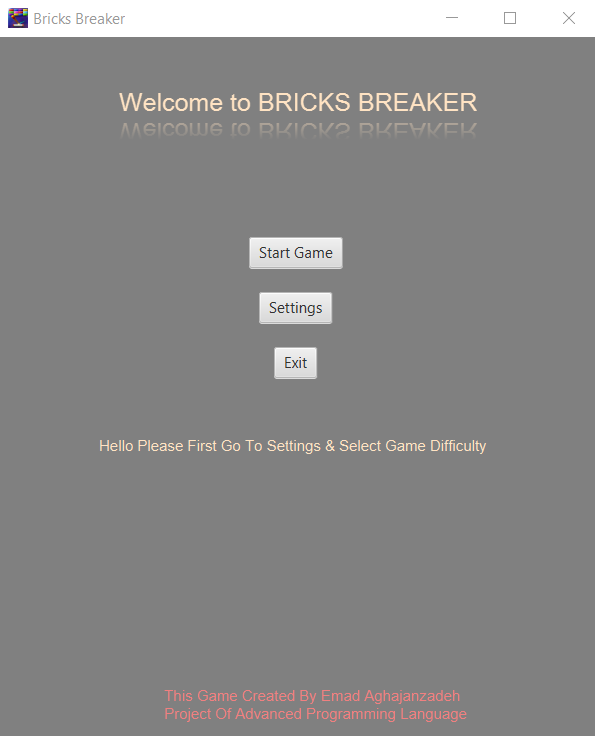 Bricks Breaker
Welcome to BRICKS BREAKER
Start Game
Settings
Exit
Hello Please First Go To Settings & Select Game Difficulty
This Game Created By Emad Aghajanzadeh
Project Of Advanced Programming Language